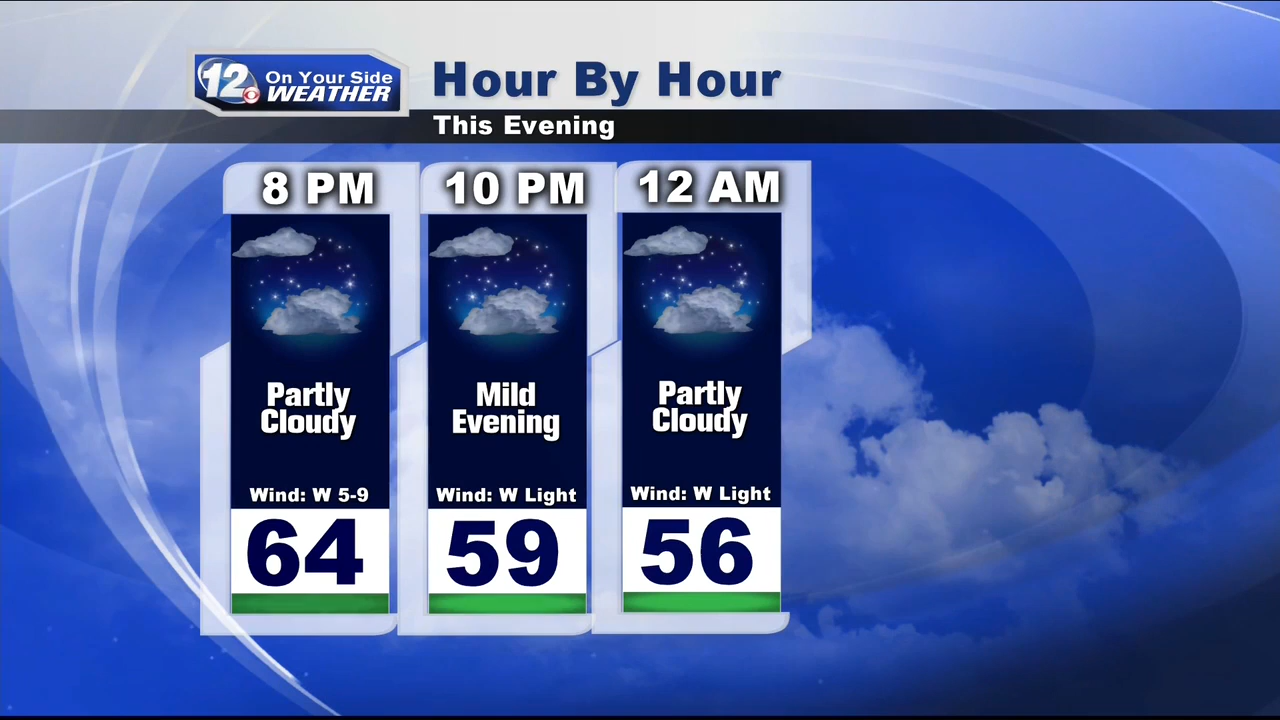 12 On Your Side
WEATHER
Hour By Hour
This Evening
8 PM
Partly
Cloudy
Wind: W 5-9
64
10 PM
Mild
Evening
Wind: W Light
59
12 AM
Partly
Cloudy
Wind: W Light
56